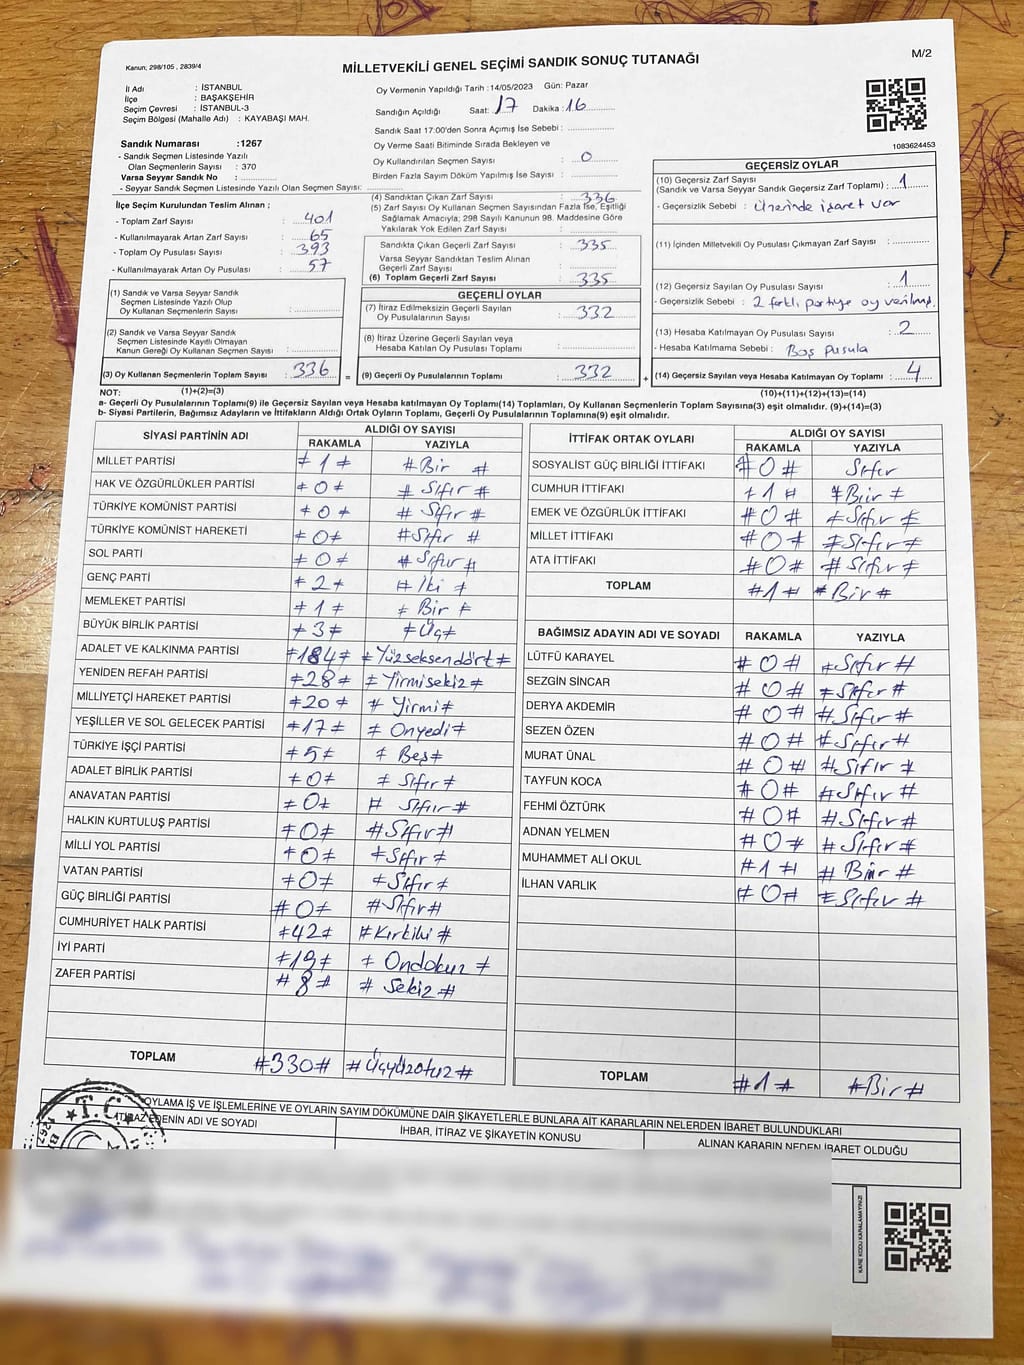 M/2
Kanun; 298/105 , 2839/4
MİLLETVEKİLİ GENEL SEÇİMİ SANDIK SONUÇ TUTANAĞI
İl Adı : İSTANBUL
İlçe : BAŞAKŞEHİR
Seçim Çevresi : İSTANBUL-3
Seçim Bölgesi (Mahalle Adı) : KAYABAŞI MAH.
Sandık Numarası :1267
- Sandık Seçmen Listesinde Yazılı
Olan Seçmenlerin Sayısı : 370
Varsa Seyyar Sandık No :
- Seyyar Sandık Seçmen Listesinde Yazılı Olan Seçmen Sayısı:
İlçe Seçim Kurulundan Teslim Alınan ;
- Toplam Zarf Sayısı : 401
- Kullanılmayarak Artan Zarf Sayısı : 65
- Toplam Oy Pusulası : 393
- Kullanılmayarak Artan Oy Pusulası : 57
(1) Sandık ve Varsa Seyyar Sandık
Seçmen Listesinde Yazılı Olup
Oy Kullanan Seçmenlerin Sayısı :
(2) Sandık ve Varsa Seyyar Sandık
Seçmen Listesinde Kayıtlı Olmayan
Kanun Gereği Oy Kullanan Seçmen Sayısı :
(3) Oy Kullanan Seçmenlerin Toplam Sayısı : 336 =
(1)+(2)=(3)
Oy Vermenin Yapıldığı Tarih :14/05/2023 Gün: Pazar
Sandığın Açıldığı Saat: 17 Dakika : 16
Sandık Saat 17:00'den Sonra Açımış İse Sebebi :
Oy Verme Saati Bitiminde Sırada Bekleyen ve
Oy Kullandırılan Seçmen Sayısı : 0
Birden Fazla Sayım Döküm Yapılmış İse Sayısı :
(4) Sandıktan Çıkan Zarf Sayısı : 336
(5) Zarf Sayısı Oy Kullanan Seçmen Sayısından Fazla İse, Eşitliği
Sağlamak Amacıyla; 298 Sayılı Kanunun 98. Maddesine Göre
Yakılarak Yok Edilen Zarf Sayısı :
Sandıkta Çıkan Geçerli Zarf Sayısı : 335
Varsa Seyyar Sandıktan Teslim Alınan
Geçerli Zarf Sayısı :
(6) Toplam Geçerli Zarf Sayısı : 335
GEÇERLİ OYLAR
(7) İtiraz Edilmeksizin Geçerli Sayılan
Oy Pusulalarının Sayısı : 332
(8) İtiraz Üzerine Geçerli Sayılan veya
Hesaba Katılan Oy Pusulası Toplamı :
(9) Geçerli Oy Pusulalarının Toplamı : 332 +
1083624453
GEÇERSİZ OYLAR
(10) Geçersiz Zarf Sayısı
(Sandık ve Varsa Seyyar Sandık Geçersiz Zarf Toplamı) : 1
- Geçersizlik Sebebi : Üzerinde işaret var
(11) İçinden Milletvekili Oy Pusulası Çıkmayan Zarf Sayısı :
(12) Geçersiz Sayılan Oy Pusulası Sayısı : 1
- Geçersizlik Sebebi : 2 farklı partiye oy verilmiş.
(13) Hesaba Katılmayan Oy Pusulası Sayısı : 2
- Hesaba Katılmama Sebebi : Boş pusula
(14) Geçersiz Sayılan veya Hesaba Katılmayan Oy Toplamı : 4
(10)+(11)+(12)+(13)=(14)
NOT:
a- Geçerli Oy Pusulalarının Toplamı(9) ile Geçersiz Sayılan veya Hesaba katılmayan Oy Toplamı(14) Toplamları, Oy Kullanan Seçmenlerin Toplam Sayısına(3) eşit olmalıdır. (9)+(14)=(3)
b- Siyasi Partilerin, Bağımsız Adayların ve İttifakların Aldığı Ortak Oyların Toplamı, Geçerli Oy Pusulalarının Toplamına(9) eşit olmalıdır.
SİYASİ PARTİNİN ADI ALDIĞI OY SAYISI
RAKAMLA YAZIYLA
MİLLET PARTİSİ ≠ 1 ≠ # Bir #
HAK VE ÖZGÜRLÜKLER PARTİSİ ≠ 0 ≠ # Sıfır #
TÜRKİYE KOMÜNİST PARTİSİ ≠ 0 ≠ # Sıfır #
TÜRKİYE KOMÜNİST HAREKETİ ≠ 0 ≠ # Sıfır #
SOL PARTİ ≠ 0 ≠ # Sıfır #
GENÇ PARTİ ≠ 2 ≠ # İki ≠
MEMLEKET PARTİSİ ≠ 1 ≠ ≠ Bir ≠
BÜYÜK BİRLİK PARTİSİ ≠ 3 ≠ ≠ Üç ≠
ADALET VE KALKINMA PARTİSİ ≠184≠ ≠Yüzseksendört≠
YENİDEN REFAH PARTİSİ ≠28≠ ≠ Yirmisekiz ≠
MİLLİYETÇİ HAREKET PARTİSİ ≠20≠ # Yirmi ≠
YEŞİLLER VE SOL GELECEK PARTİSİ ≠17≠ ≠ Onyedi ≠
TÜRKİYE İŞÇİ PARTİSİ ≠5≠ ≠ Beş ≠
ADALET BİRLİK PARTİSİ ≠0≠ ≠ Sıfır ≠
ANAVATAN PARTİSİ ≠0≠ # Sıfır #
HALKIN KURTULUŞ PARTİSİ ≠0≠ #Sıfır#
MİLLİ YOL PARTİSİ ≠0≠ ≠Sıfır ≠
VATAN PARTİSİ ≠0≠ ≠Sıfır ≠
GÜÇ BİRLİĞİ PARTİSİ #0≠ #Sıfır#
CUMHURİYET HALK PARTİSİ ≠42≠ #Kırkiki #
İYİ PARTİ ≠19≠ ≠ Ondokuz ≠
ZAFER PARTİSİ # 8 ≠ # Sekiz #
TOPLAM #330# #Üçyüzotuz #
İTTİFAK ORTAK OYLARI ALDIĞI OY SAYISI
RAKAMLA YAZIYLA
SOSYALİST GÜÇ BİRLİĞİ İTTİFAKI #0# Sıfır
CUMHUR İTTİFAKI ≠1# #Bir ≠
EMEK VE ÖZGÜRLÜK İTTİFAKI #0# ≠Sıfır ≠
MİLLET İTTİFAKI #0≠ ≠Sıfır≠
ATA İTTİFAKI #0# # Sıfır ≠
TOPLAM #1# #Bir #
BAĞIMSIZ ADAYIN ADI VE SOYADI RAKAMLA YAZIYLA
LÜTFÜ KARAYEL # 0# ≠Sıfır #
SEZGİN SİNCAR # 0# ≠Sıfır #
DERYA AKDEMİR # 0# #Sıfır #
SEZEN ÖZEN # 0# #Sıfır#
MURAT ÜNAL # 0# #Sıfır ≠
TAYFUN KOCA # 0# #Sıfır #
FEHMİ ÖZTÜRK # 0# #Sıfır#
ADNAN YELMEN # 0≠ #Sıfır #
MUHAMMET ALİ OKUL #1 # # Bir #
İLHAN VARLIK # 0# ≠Sıfır #
TOPLAM #1# #Bir #
OYLAMA İŞ VE İŞLEMLERİNE VE OYLARIN SAYIM DÖKÜMÜNE DAİR ŞİKAYETLERLE BUNLARA AİT KARARLARIN NELERDEN İBARET BULUNDUKLARI
İTİRAZ EDENİN ADI VE SOYADI İHBAR, İTİRAZ VE ŞİKAYETİN KONUSU ALINAN KARARIN NEDEN İBARET OLDUĞU
T.C.
KARE KODU KARALAMAYINIZ!